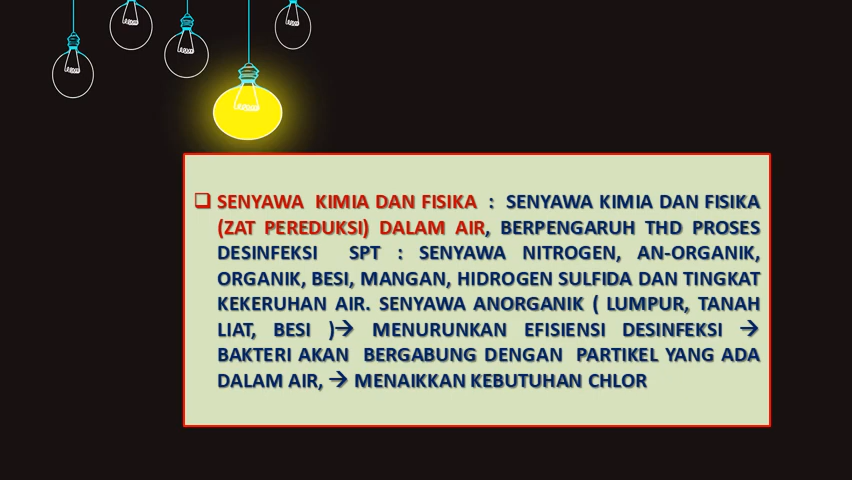 SENYAWA KIMIA DAN FISIKA : SENYAWA KIMIA DAN FISIKA
(ZAT PEREDUKSI) DALAM AIR, BERPENGARUH THD PROSES
DESINFEKSI SPT : SENYAWA NITROGEN, AN-ORGANIK,
ORGANIK, BESI, MANGAN, HIDROGEN SULFIDA DAN TINGKAT
KEKERUHAN AIR. SENYAWA ANORGANIK ( LUMPUR, TANAH
LIAT, BESI )→ MENURUNKAN EFISIENSI DESINFEKSI →
BAKTERI AKAN BERGABUNG DENGAN PARTIKEL YANG ADA
DALAM AIR, → MENAIKKAN KEBUTUHAN CHLOR